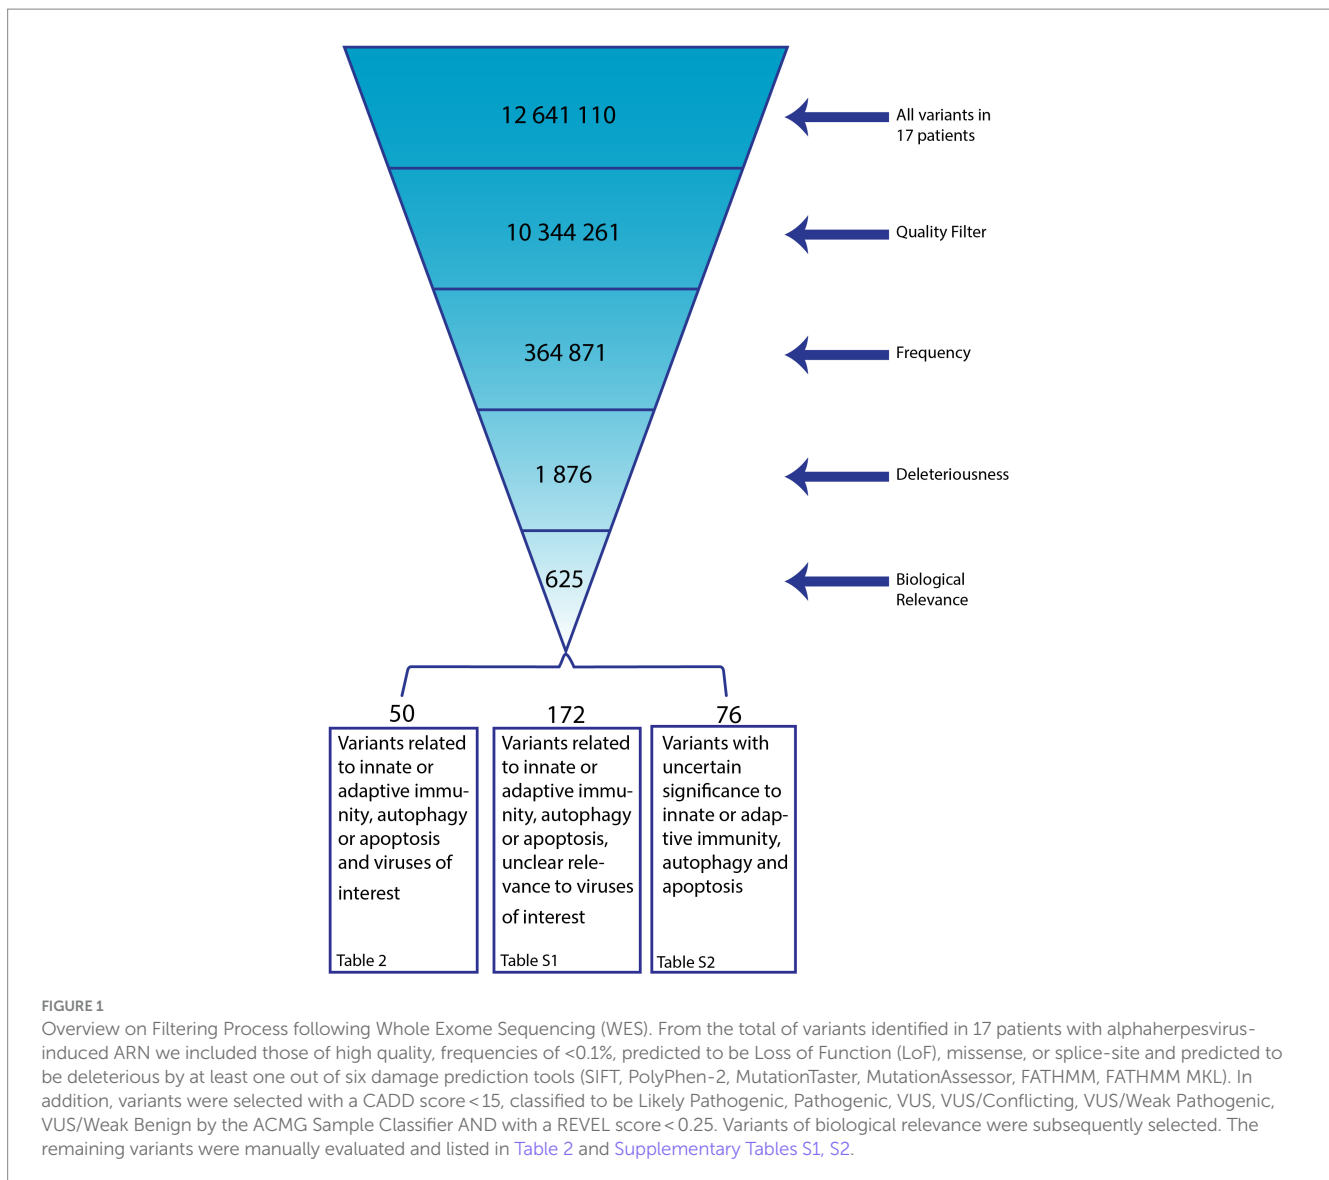 12 641 110
All variants in
17 patients
10 344 261
Quality Filter
364 871
Frequency
1 876
Deleteriousness
625
Biological
Relevance
50
Variants related
to innate or
adaptive immu-
nity, autophagy
or apoptosis
and viruses of
interest
Table 2
172
Variants related
to innate or
adaptive immu-
nity, autophagy
or apoptosis,
unclear rele-
vance to viruses
of interest
Table S1
76
Variants with
uncertain
significance to
innate or adap-
tive immunity,
autophagy and
apoptosis
Table S2
FIGURE 1
Overview on Filtering Process following Whole Exome Sequencing (WES). From the total of variants identified in 17 patients with alphaherpesvirus-
induced ARN we included those of high quality, frequencies of <0.1%, predicted to be Loss of Function (LoF), missense, or splice-site and predicted to
be deleterious by at least one out of six damage prediction tools (SIFT, PolyPhen-2, MutationTaster, MutationAssessor, FATHMM, FATHMM MKL). In
addition, variants were selected with a CADD score < 15, classified to be Likely Pathogenic, Pathogenic, VUS, VUS/Conflicting, VUS/Weak Pathogenic,
VUS/Weak Benign by the ACMG Sample Classifier AND with a REVEL score < 0.25. Variants of biological relevance were subsequently selected. The
remaining variants were manually evaluated and listed in Table 2 and Supplementary Tables S1, S2.